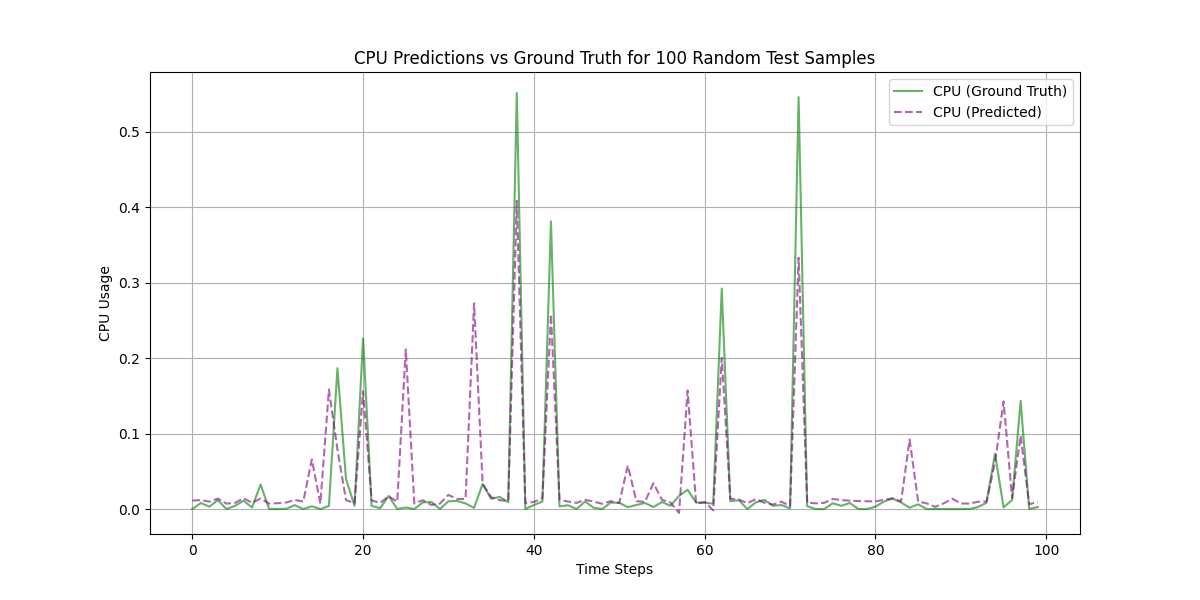 CPU Predictions vs Ground Truth for 100 Random Test Samples
CPU (Ground Truth)
CPU (Predicted)
CPU Usage
0.5
0.4
0.3
0.2
0.1
0.0
0 20 40 60 80 100
Time Steps